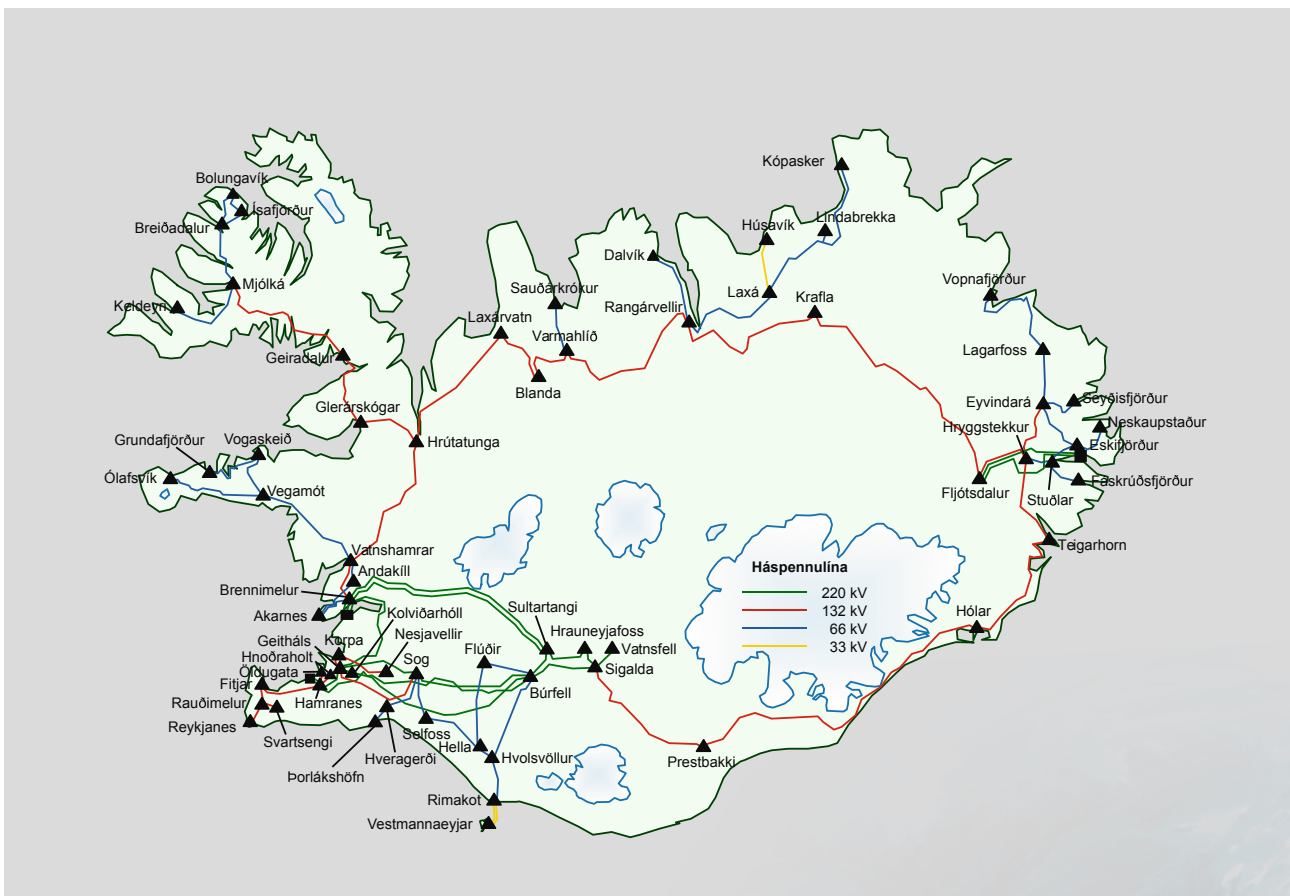 Kópasker
Bolungavík
Ísafjörður
Breiðadalur
Lindabrekka
Húsavík
Dalvík
Mjólká
Keldeyri
Sauðárkrókur
Laxá
Krafla
Vopnafjörður
Rangárvellir
Laxárvatn
Varmahlíð
Geiradalur
Lagarfoss
Blanda
Glerárskógar
Eyvindará
Seyðisfjörður
Hryggstekkur
Neskaupstaður
Grundafjörður
Vogaskeið
Hrútatunga
Eskifjörður
Ólafsvík
Vegamót
Fljótsdalur
Stuðlar
Fáskrúðsfjörður
Teigarhorn
Vatnshamrar
Andakíll
Brennimelur
Akarnes
Kolviðarhóll
Háspennulína
220 kV
132 kV
66 kV
33 kV
Sultartangi
Hólar
Geitháls
Korpa
Nesjavellir
Hrauneyjafoss
Hnoðraholt
Sog
Flúðir
Vatnsfell
Öldugata
Sigalda
Fitjar
Búrfell
Rauðimelur
Hamranes
Reykjanes
Svartsengi
Selfoss
Hella
Hvolsvöllur
Hveragerði
Þorlákshöfn
Prestbakki
Rimakot
Vestmannaeyjar